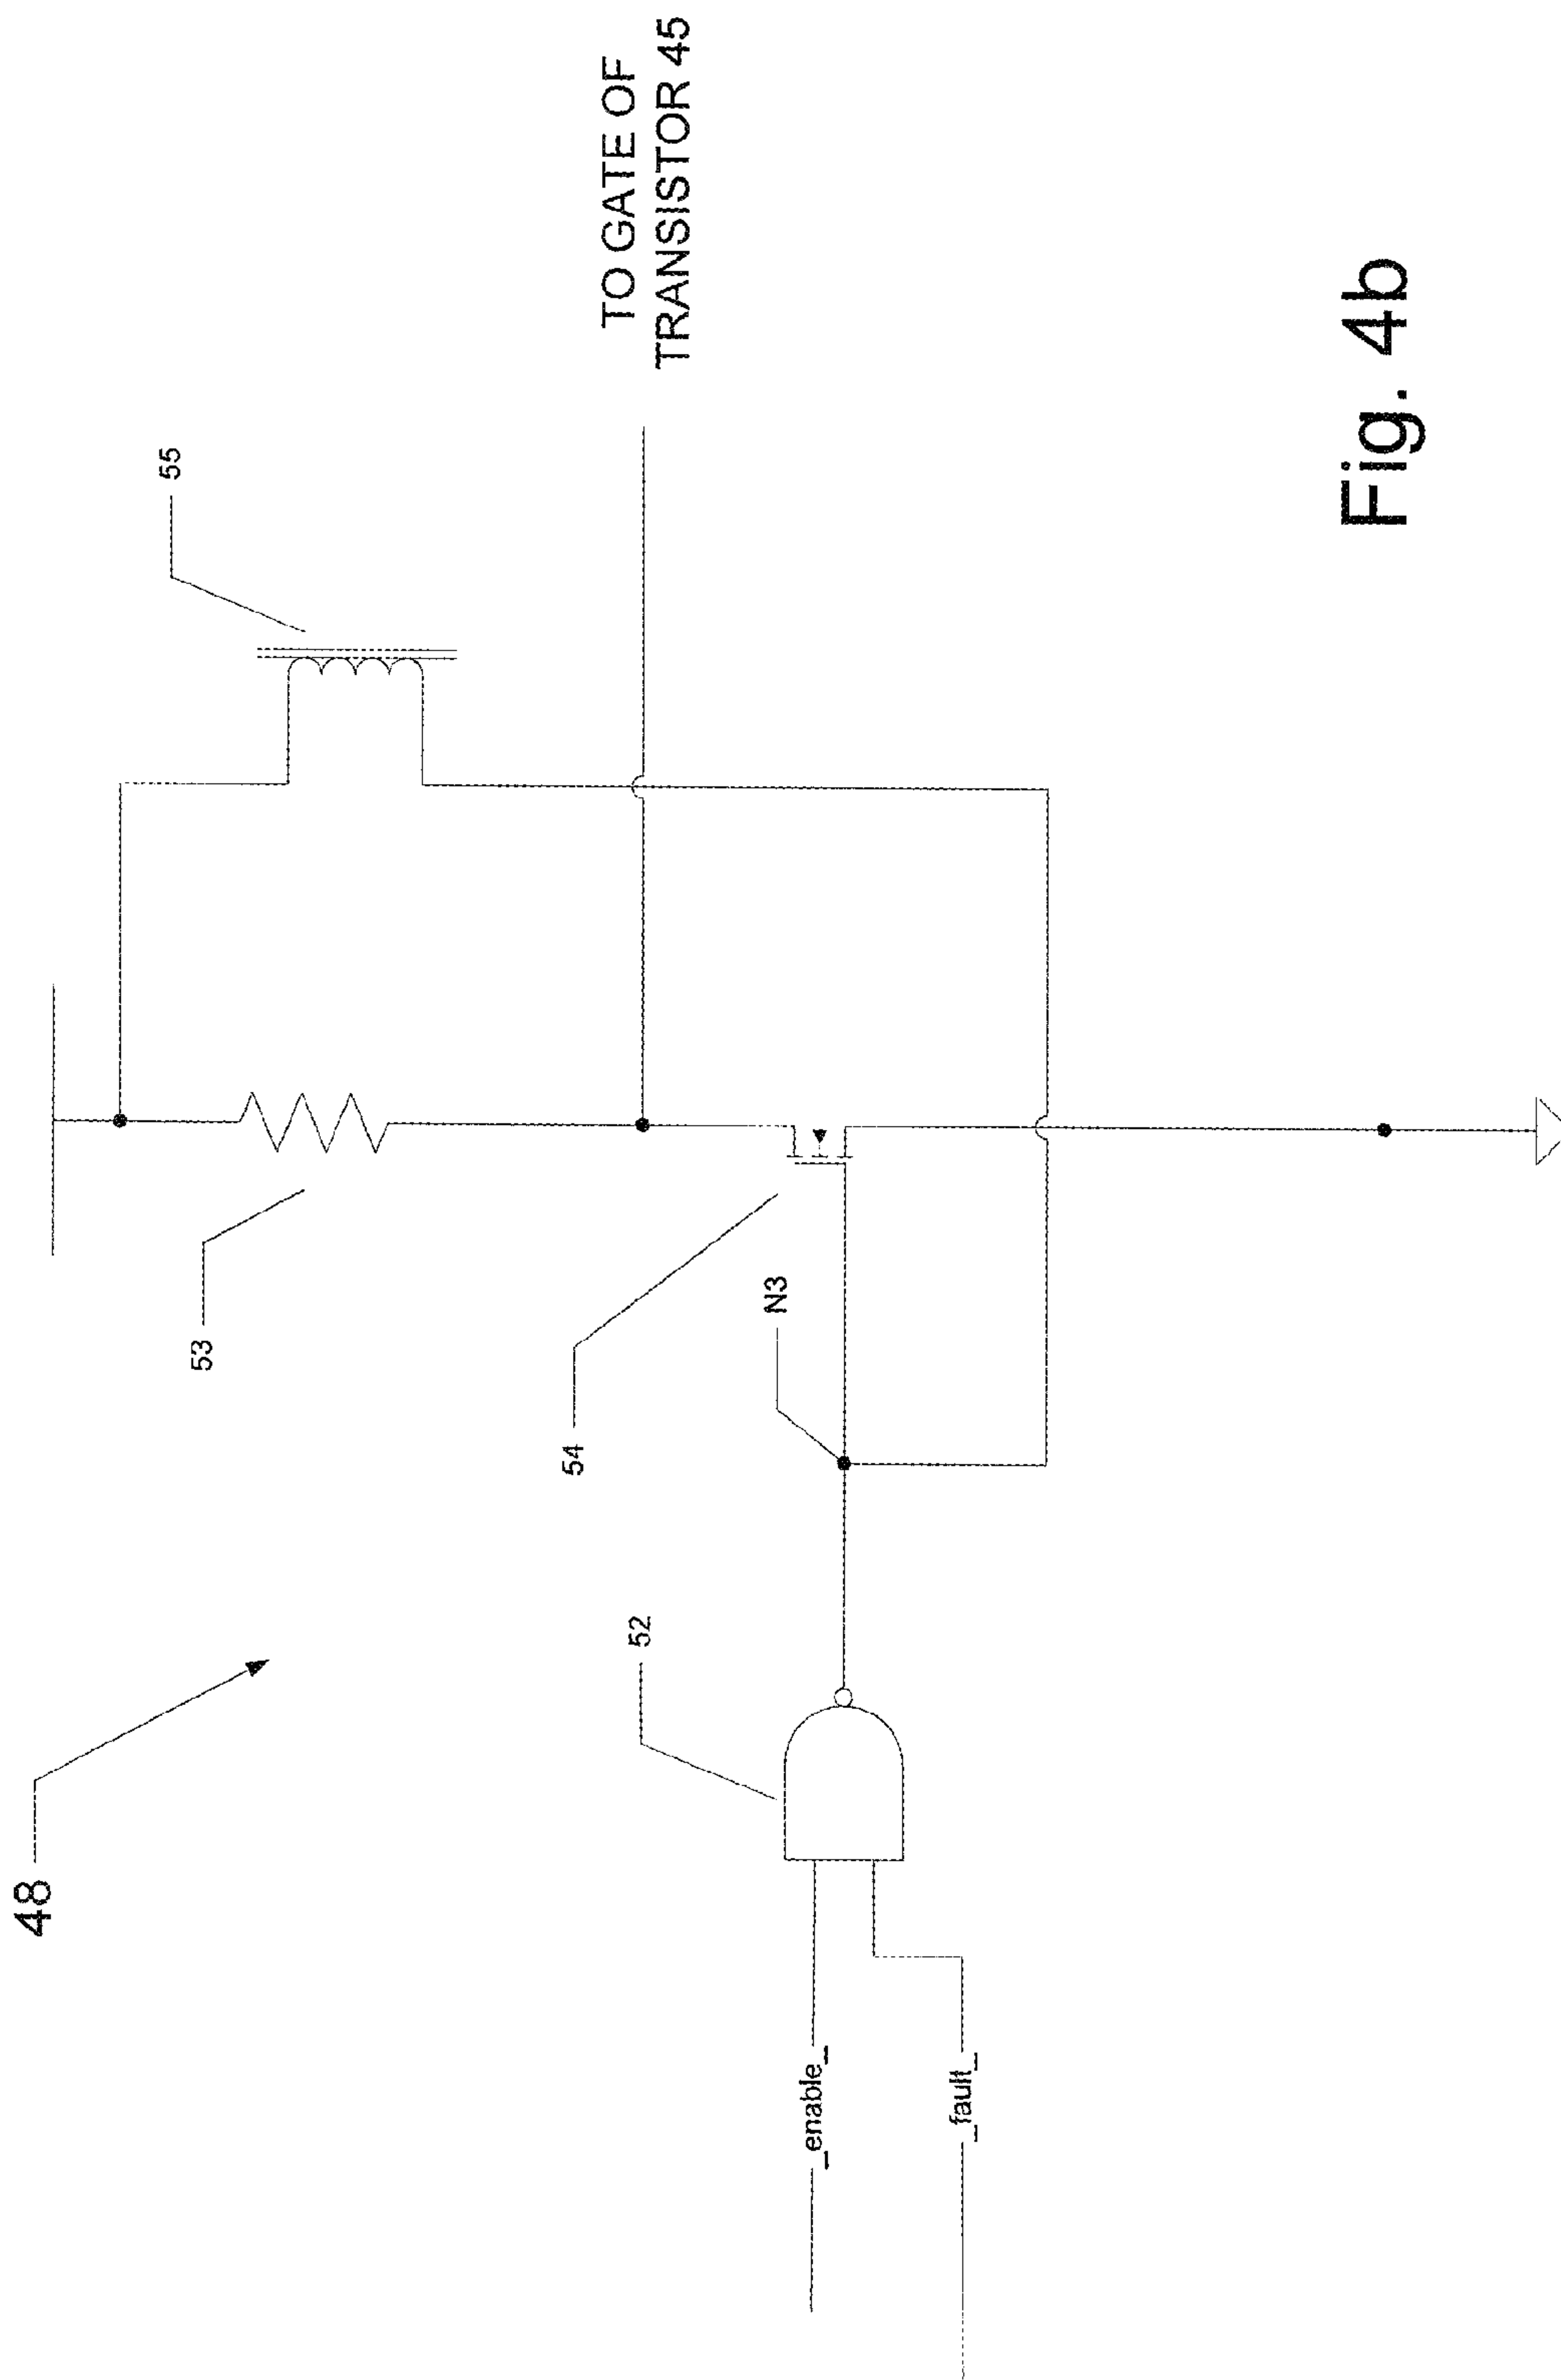 48
53
55
TO GATE OF
TRANSISTOR 45
54
N3
52
_enable_
_fault_
Fig. 4b